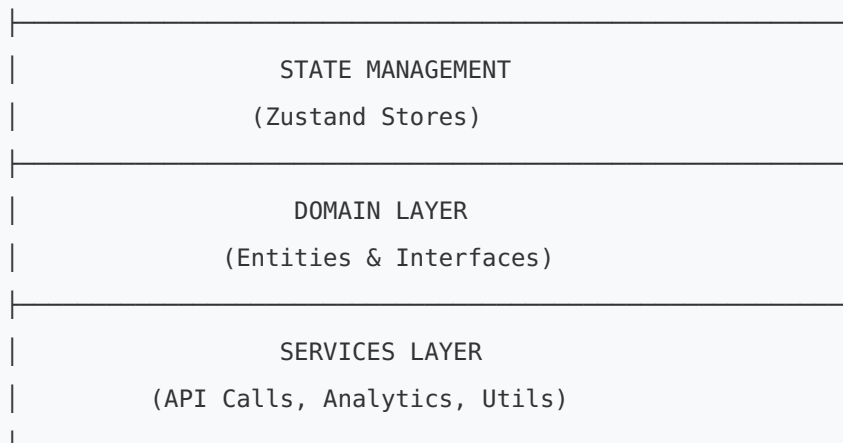 STATE MANAGEMENT
(Zustand Stores)
DOMAIN LAYER
(Entities & Interfaces)
SERVICES LAYER
(API Calls, Analytics, Utils)